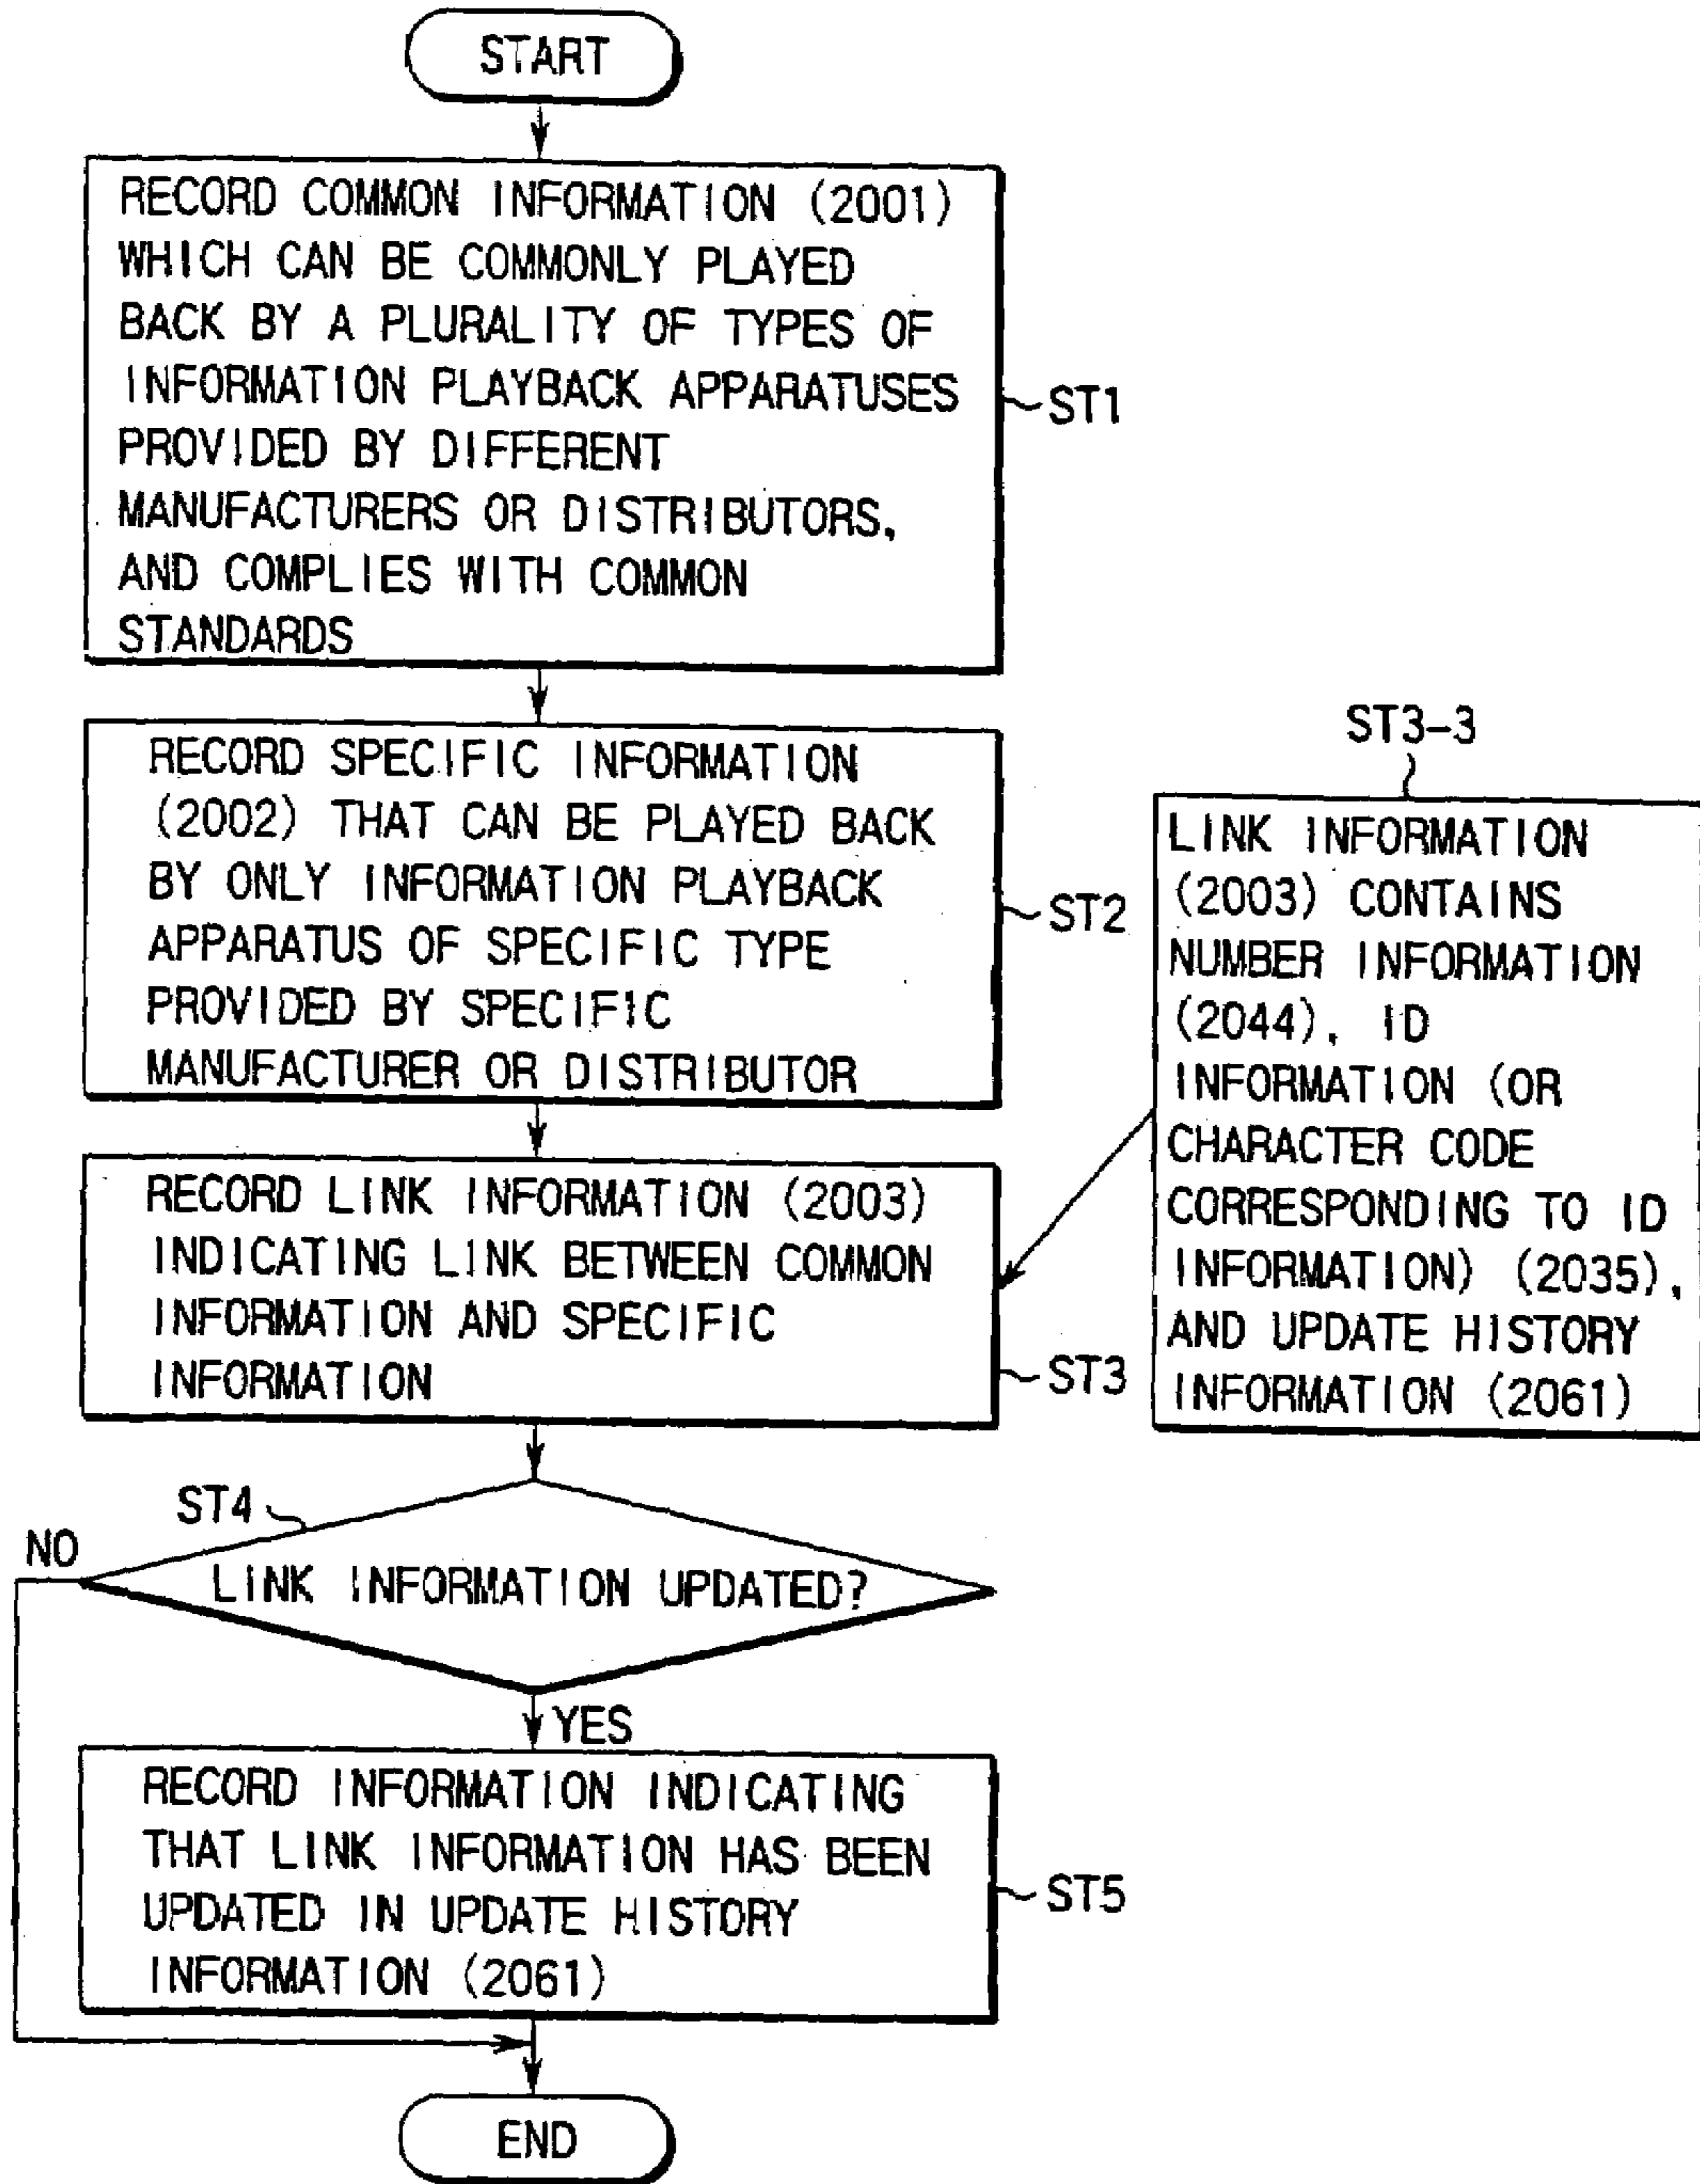 START
RECORD COMMON INFORMATION (2001)
WHICH CAN BE COMMONLY PLAYED
BACK BY A PLURALITY OF TYPES OF
INFORMATION PLAYBACK APPARATUSES
PROVIDED BY DIFFERENT
MANUFACTURERS OR DISTRIBUTORS,
AND COMPLIES WITH COMMON
STANDARDS
ST1
RECORD SPECIFIC INFORMATION
(2002) THAT CAN BE PLAYED BACK
BY ONLY INFORMATION PLAYBACK
APPARATUS OF SPECIFIC TYPE
PROVIDED BY SPECIFIC
MANUFACTURER OR DISTRIBUTOR
ST2
ST3-3
LINK INFORMATION
(2003) CONTAINS
NUMBER INFORMATION
(2044), ID
INFORMATION (OR
CHARACTER CODE
CORRESPONDING TO ID
INFORMATION) (2035),
AND UPDATE HISTORY
INFORMATION (2061)
RECORD LINK INFORMATION (2003)
INDICATING LINK BETWEEN COMMON
INFORMATION AND SPECIFIC
INFORMATION
ST3
ST4
NO
LINK INFORMATION UPDATED?
YES
RECORD INFORMATION INDICATING
THAT LINK INFORMATION HAS BEEN
UPDATED IN UPDATE HISTORY
INFORMATION (2061)
ST5
END